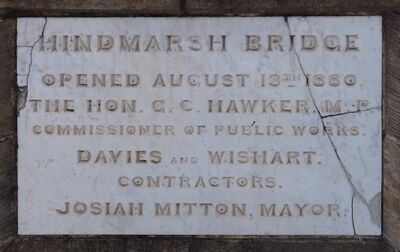 HINDMARSH BRIDGE
OPENED AUGUST 13TH 1880,
THE HON. G. C. HAWKER, M. P.
COMMISSIONER OF PUBLIC WORKS.
DAVIES AND WISHART.
CONTRACTORS.
JOSIAH MITTON, MAYOR.